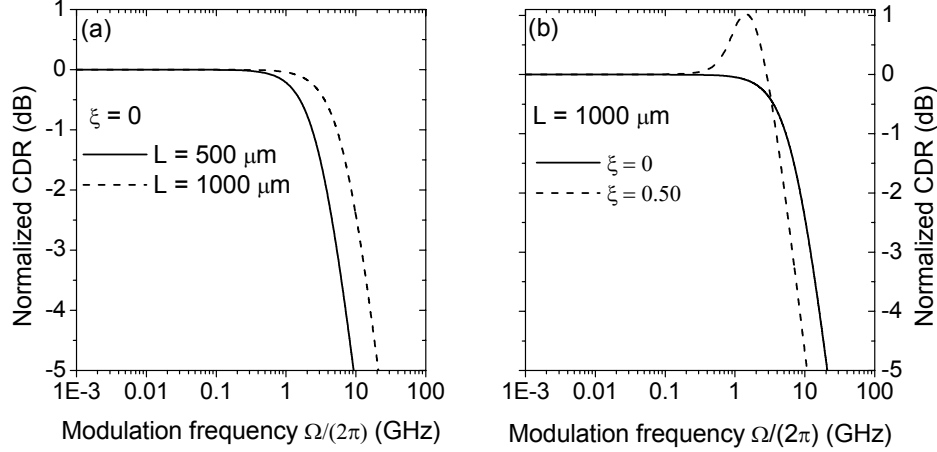 (a)
1
0
-1
-2
-3
-4
-5
Normalized CDR (dB)
ξ = 0
L = 500 μm
L = 1000 μm
1E-3 0.01 0.1 1 10 100
Modulation frequency Ω/(2π) (GHz)
(b)
1
0
-1
-2
-3
-4
-5
Normalized CDR (dB)
L = 1000 μm
ξ = 0
ξ = 0.50
1E-3 0.01 0.1 1 10 100
Modulation frequency Ω/(2π) (GHz)